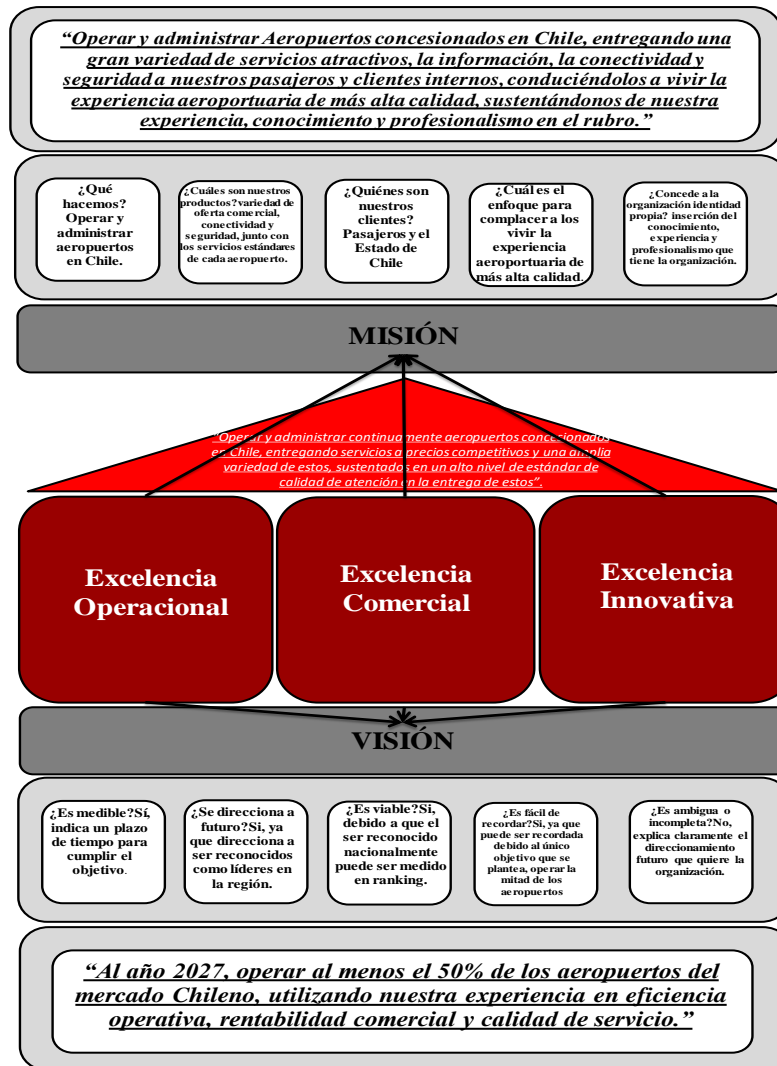 “Operar y administrar Aeropuertos concesionados en Chile, entregando una
gran variedad de servicios atractivos, la información, la conectividad y
seguridad a nuestros pasajeros y clientes internos, conduciéndolos a vivir la
experiencia aeroportuaria de más alta calidad, sustentándonos de nuestra
experiencia, conocimiento y profesionalismo en el rubro.”
¿Qué
hacemos?
Operar y
administrar
aeropuertos
en Chile.
¿Cuáles son nuestros
productos?variedad de
oferta comercial,
conectividad y
seguridad, junto con
los servicios estándares
de cada aeropuerto.
¿Quiénes son
nuestros
clientes?
Pasajeros y el
Estado de
Chile
¿Cuál es el
enfoque para
complacer a los
vivir la
experiencia
aeroportuaria de
más alta calidad.
¿Concede a la
organización identidad
propia? inserción del
conocimiento,
experiencia y
profesionalismo que
tiene la organización.
MISIÓN
“Operar y administrar continuamente aeropuertos concesionados
en Chile, entregando servicios a precios competitivos y una amplia
variedad de estos, sustentados en un alto nivel de estándar de
calidad de atención en la entrega de estos”.
Excelencia
Operacional
Excelencia
Comercial
Excelencia
Innovativa
VISIÓN
¿Es medible?Sí,
indica un plazo
de tiempo para
cumplir el
objetivo.
¿Se direcciona a
futuro?Si, ya
que direcciona a
ser reconocidos
como líderes en
la región.
¿Es viable?Si,
debido a que el
ser reconocido
nacionalmente
puede ser medido
en ranking.
¿Es fácil de
recordar?Si, ya que
puede ser recordada
debido al único
objetivo que se
plantea, operar la
mitad de los
aeropuertos
¿Es ambigua o
incompleta?No,
explica claramente el
direccionamiento
futuro que quiere la
organización.
“Al año 2027, operar al menos el 50% de los aeropuertos del
mercado Chileno, utilizando nuestra experiencia en eficiencia
operativa, rentabilidad comercial y calidad de servicio.”